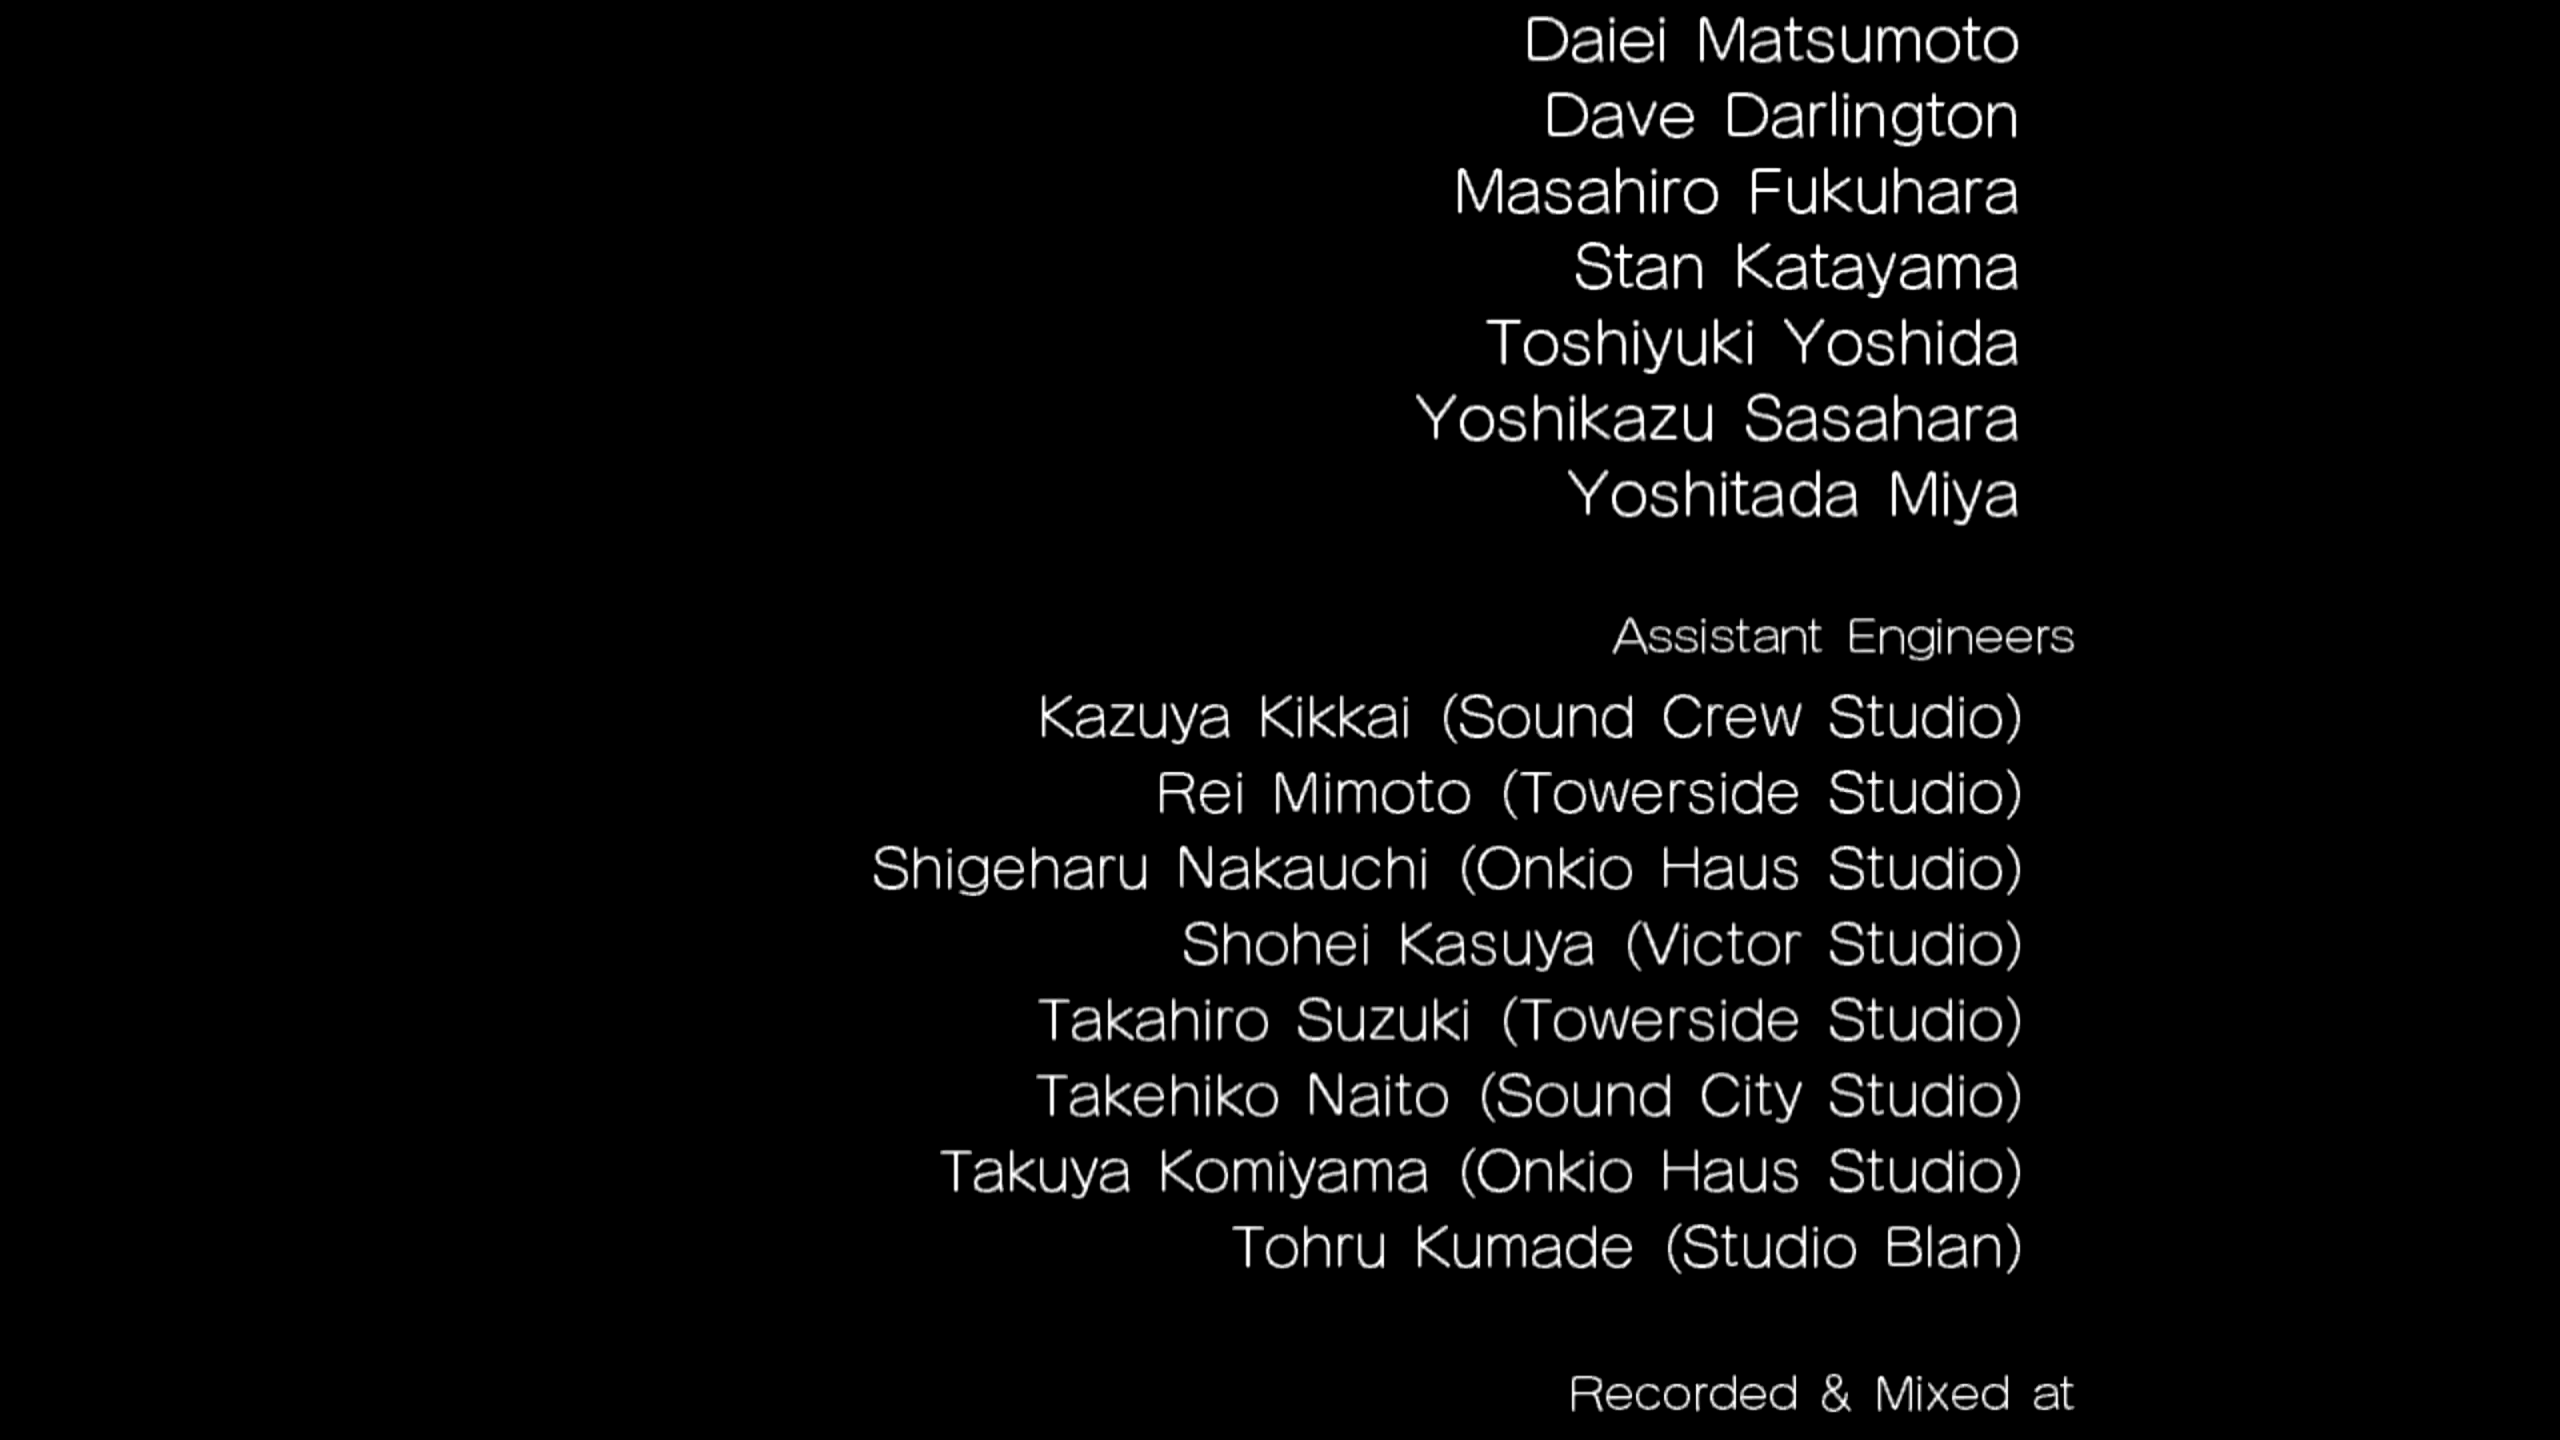 Daiei Matsumoto
Dave Darlington
Masahiro Fukuhara
Stan Katayama
Toshiyuki Yoshida
Yoshikazu Sasahara
Yoshitada Miya
Assistant Engineers
Kazuya Kikkai (Sound Crew Studio)
Rei Mimoto (Towerside Studio)
Shigeharu Nakauchi (Onkio Haus Studio)
Shohei Kasuya (Victor Studio)
Takahiro Suzuki (Towerside Studio)
Takehiko Naito (Sound City Studio)
Takuya Komiyama (Onkio Haus Studio)
Tohru Kumade (Studio Blan)
Recorded & Mixed at